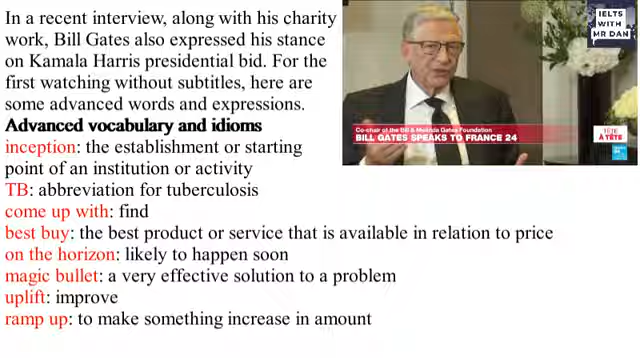 In a recent interview, along with his charity
work, Bill Gates also expressed his stance
on Kamala Harris presidential bid. For the
first watching without subtitles, here are
some advanced words and expressions.
Advanced vocabulary and idioms
inception: the establishment or starting
point of an institution or activity
TB: abbreviation for tuberculosis
come up with: find
best buy: the best product or service that is available in relation to price
on the horizon: likely to happen soon
magic bullet: a very effective solution to a problem
uplift: improve
ramp up: to make something increase in amount
IELTS
WITH
MR DAN
Co-chair of the Bill & Melinda Gates Foundation
BILL GATES SPEAKS TO FRANCE 24
TÊTE
À TÊTE